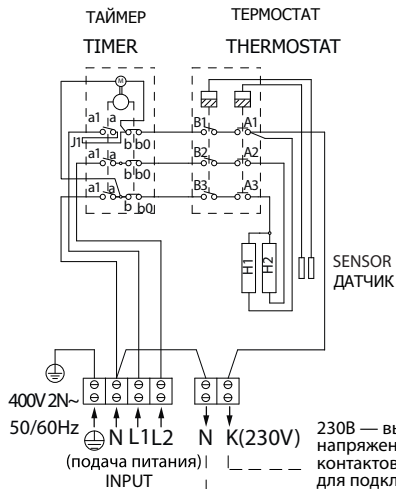 ТАЙМЕР
ТЕРМОСТАТ
TIMER
THERMOSTAT
M
a1 a
J1
b b0
B1
A1
a1 a
b b0
B2
A2
a1 a
b b0
B3
A3
H1
H2
SENSOR
ДАТЧИК
400V 2N~
50/60Hz
N L1 L2
N K(230V)
(подача питания)
INPUT
230В — вы
напряжен
контактов
для подкл